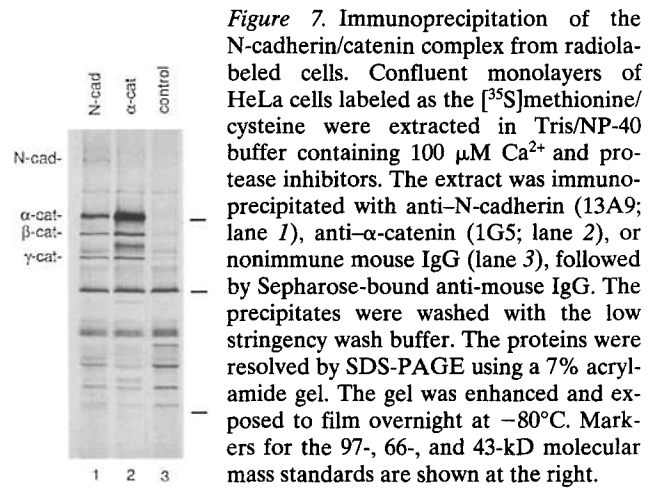 N-cad
α-cat
control
N-cad-
α-cat-
β-cat-
γ-cat-
1 2 3
Figure 7. Immunoprecipitation of the
N-cadherin/catenin complex from radiola-
beled cells. Confluent monolayers of
HeLa cells labeled as the [³⁵S]methionine/
cysteine were extracted in Tris/NP-40
buffer containing 100 μM Ca²⁺ and pro-
tease inhibitors. The extract was immuno-
precipitated with anti–N-cadherin (13A9;
lane 1), anti–α-catenin (1G5; lane 2), or
nonimmune mouse IgG (lane 3), followed
by Sepharose-bound anti-mouse IgG. The
precipitates were washed with the low
stringency wash buffer. The proteins were
resolved by SDS-PAGE using a 7% acryl-
amide gel. The gel was enhanced and ex-
posed to film overnight at −80°C. Mark-
ers for the 97-, 66-, and 43-kD molecular
mass standards are shown at the right.